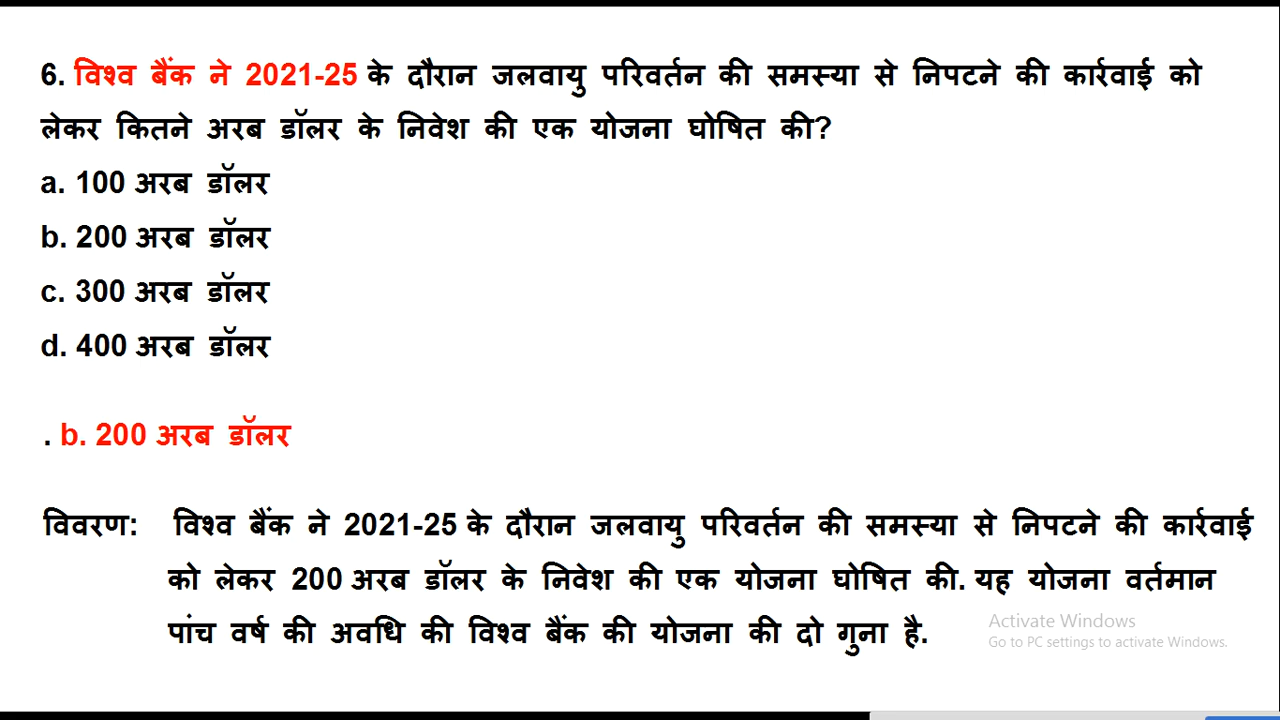 6. विश्व बैंक ने 2021-25 के दौरान जलवायु परिवर्तन की समस्या से निपटने की कार्रवाई को
लेकर कितने अरब डॉलर के निवेश की एक योजना घोषित की?
a. 100 अरब डॉलर
b. 200 अरब डॉलर
c. 300 अरब डॉलर
d. 400 अरब डॉलर
. b. 200 अरब डॉलर
विवरण: विश्व बैंक ने 2021-25 के दौरान जलवायु परिवर्तन की समस्या से निपटने की कार्रवाई
को लेकर 200 अरब डॉलर के निवेश की एक योजना घोषित की. यह योजना वर्तमान
पांच वर्ष की अवधि की विश्व बैंक की योजना की दो गुना है.
Activate Windows
Go to PC settings to activate Windows.